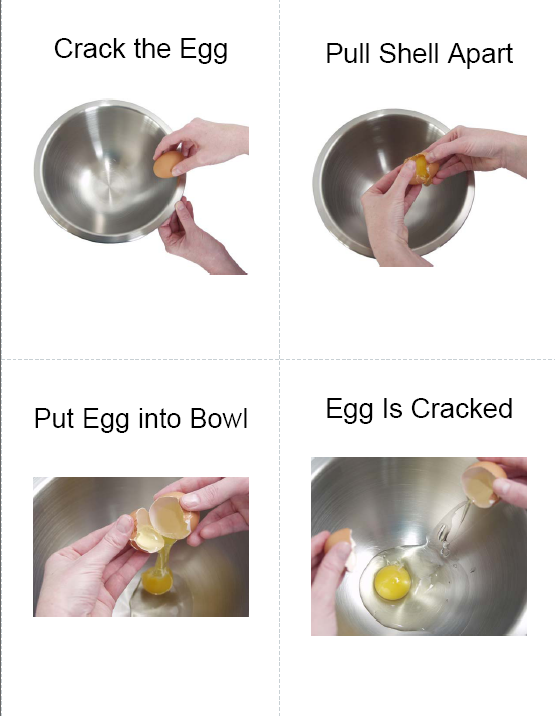 Crack the Egg
Pull Shell Apart
Put Egg into Bowl
Egg Is Cracked